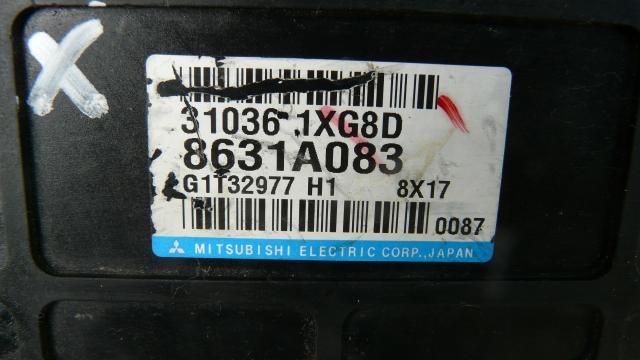 X
31036 1XG8D
8631A083
G1T32977 H1 8X17
0087
MITSUBISHI ELECTRIC CORP., JAPAN